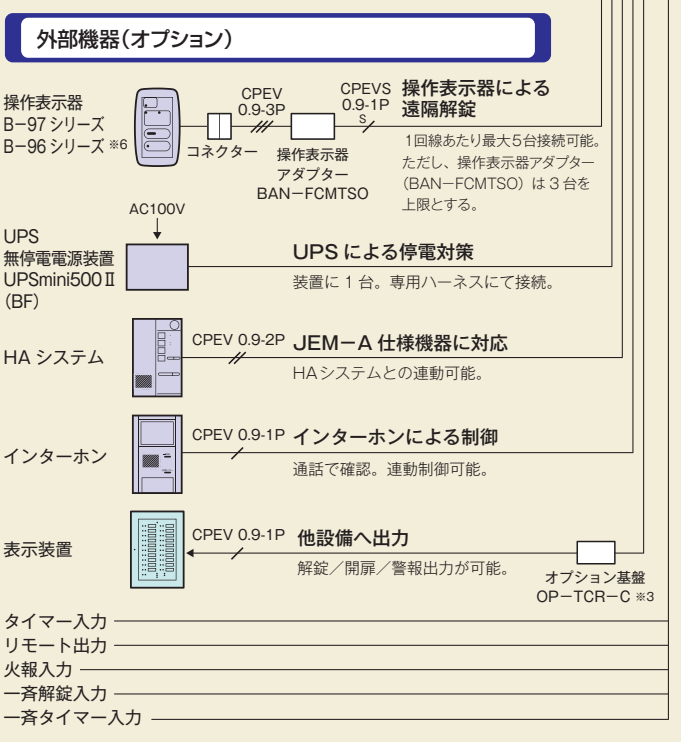 外部機器(オプション)
操作表示器
B−97 シリーズ
B−96 シリーズ ※6
コネクター
CPEV
0.9-3P
操作表示器
アダプター
BAN−FCMTSO
CPEVS
0.9-1P
S
操作表示器による
遠隔解錠
1回線あたり最大5台接続可能。
ただし、操作表示器アダプター
(BAN−FCMTSO)は 3 台を
上限とする。
AC100V
UPS
無停電電源装置
UPSmini500Ⅱ
(BF)
UPS による停電対策
装置に 1 台。専用ハーネスにて接続。
HA システム
CPEV 0.9-2P
JEM−A 仕様機器に対応
HAシステムとの連動可能。
インターホン
CPEV 0.9-1P
インターホンによる制御
通話で確認。連動制御可能。
表示装置
CPEV 0.9-1P
他設備へ出力
解錠/開扉/警報出力が可能。
オプション基盤
OP−TCR−C ※3
タイマー入力
リモート出力
火報入力
一斉解錠入力
一斉タイマー入力